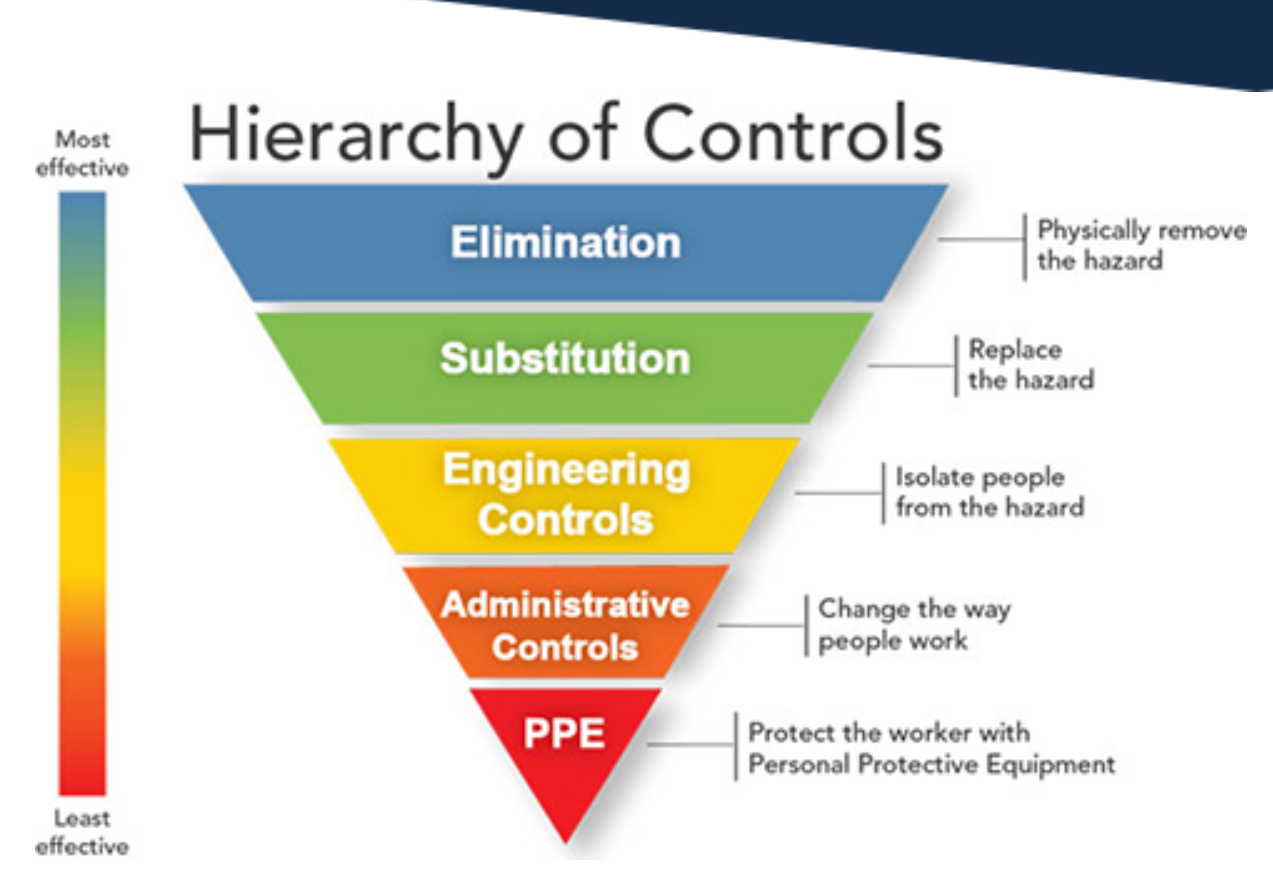 Hierarchy of Controls
Most
effective
Elimination
Physically remove
the hazard
Substitution
Replace
the hazard
Engineering
Controls
Isolate people
from the hazard
Administrative
Controls
Change the way
people work
PPE
Protect the worker with
Personal Protective Equipment
Least
effective